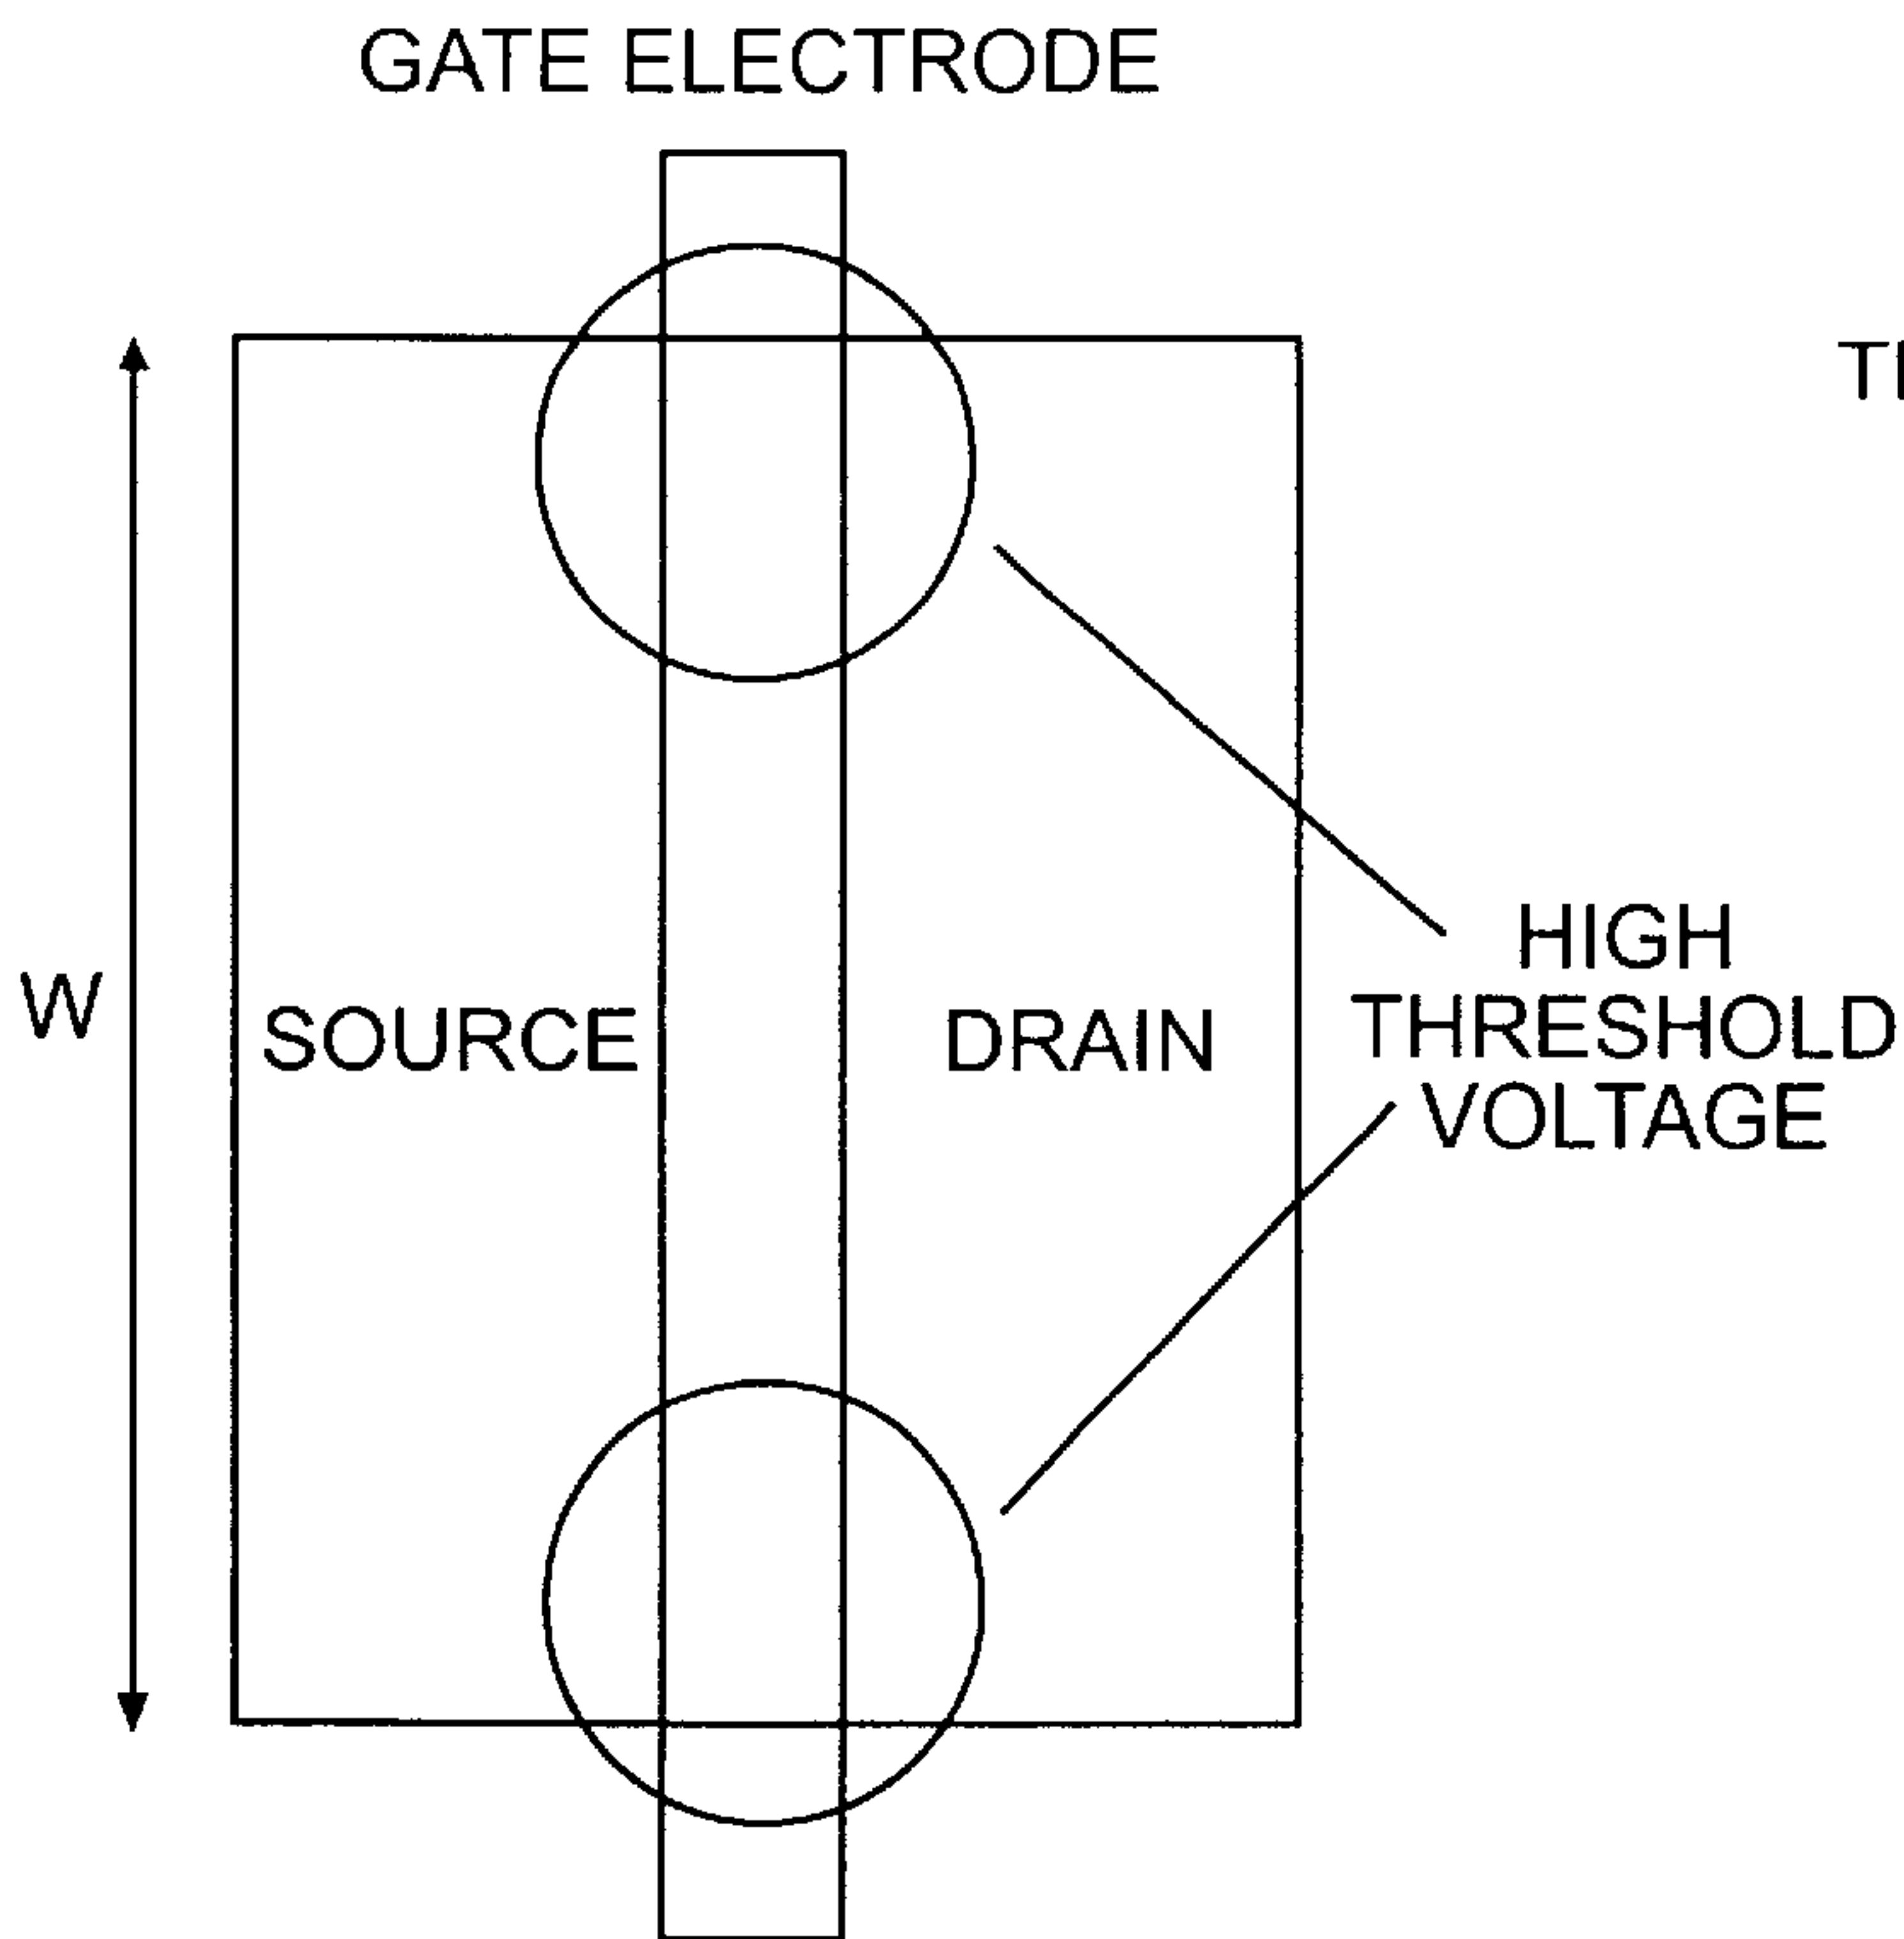 GATE ELECTRODE
W
SOURCE
DRAIN
HIGH
THRESHOLD
VOLTAGE